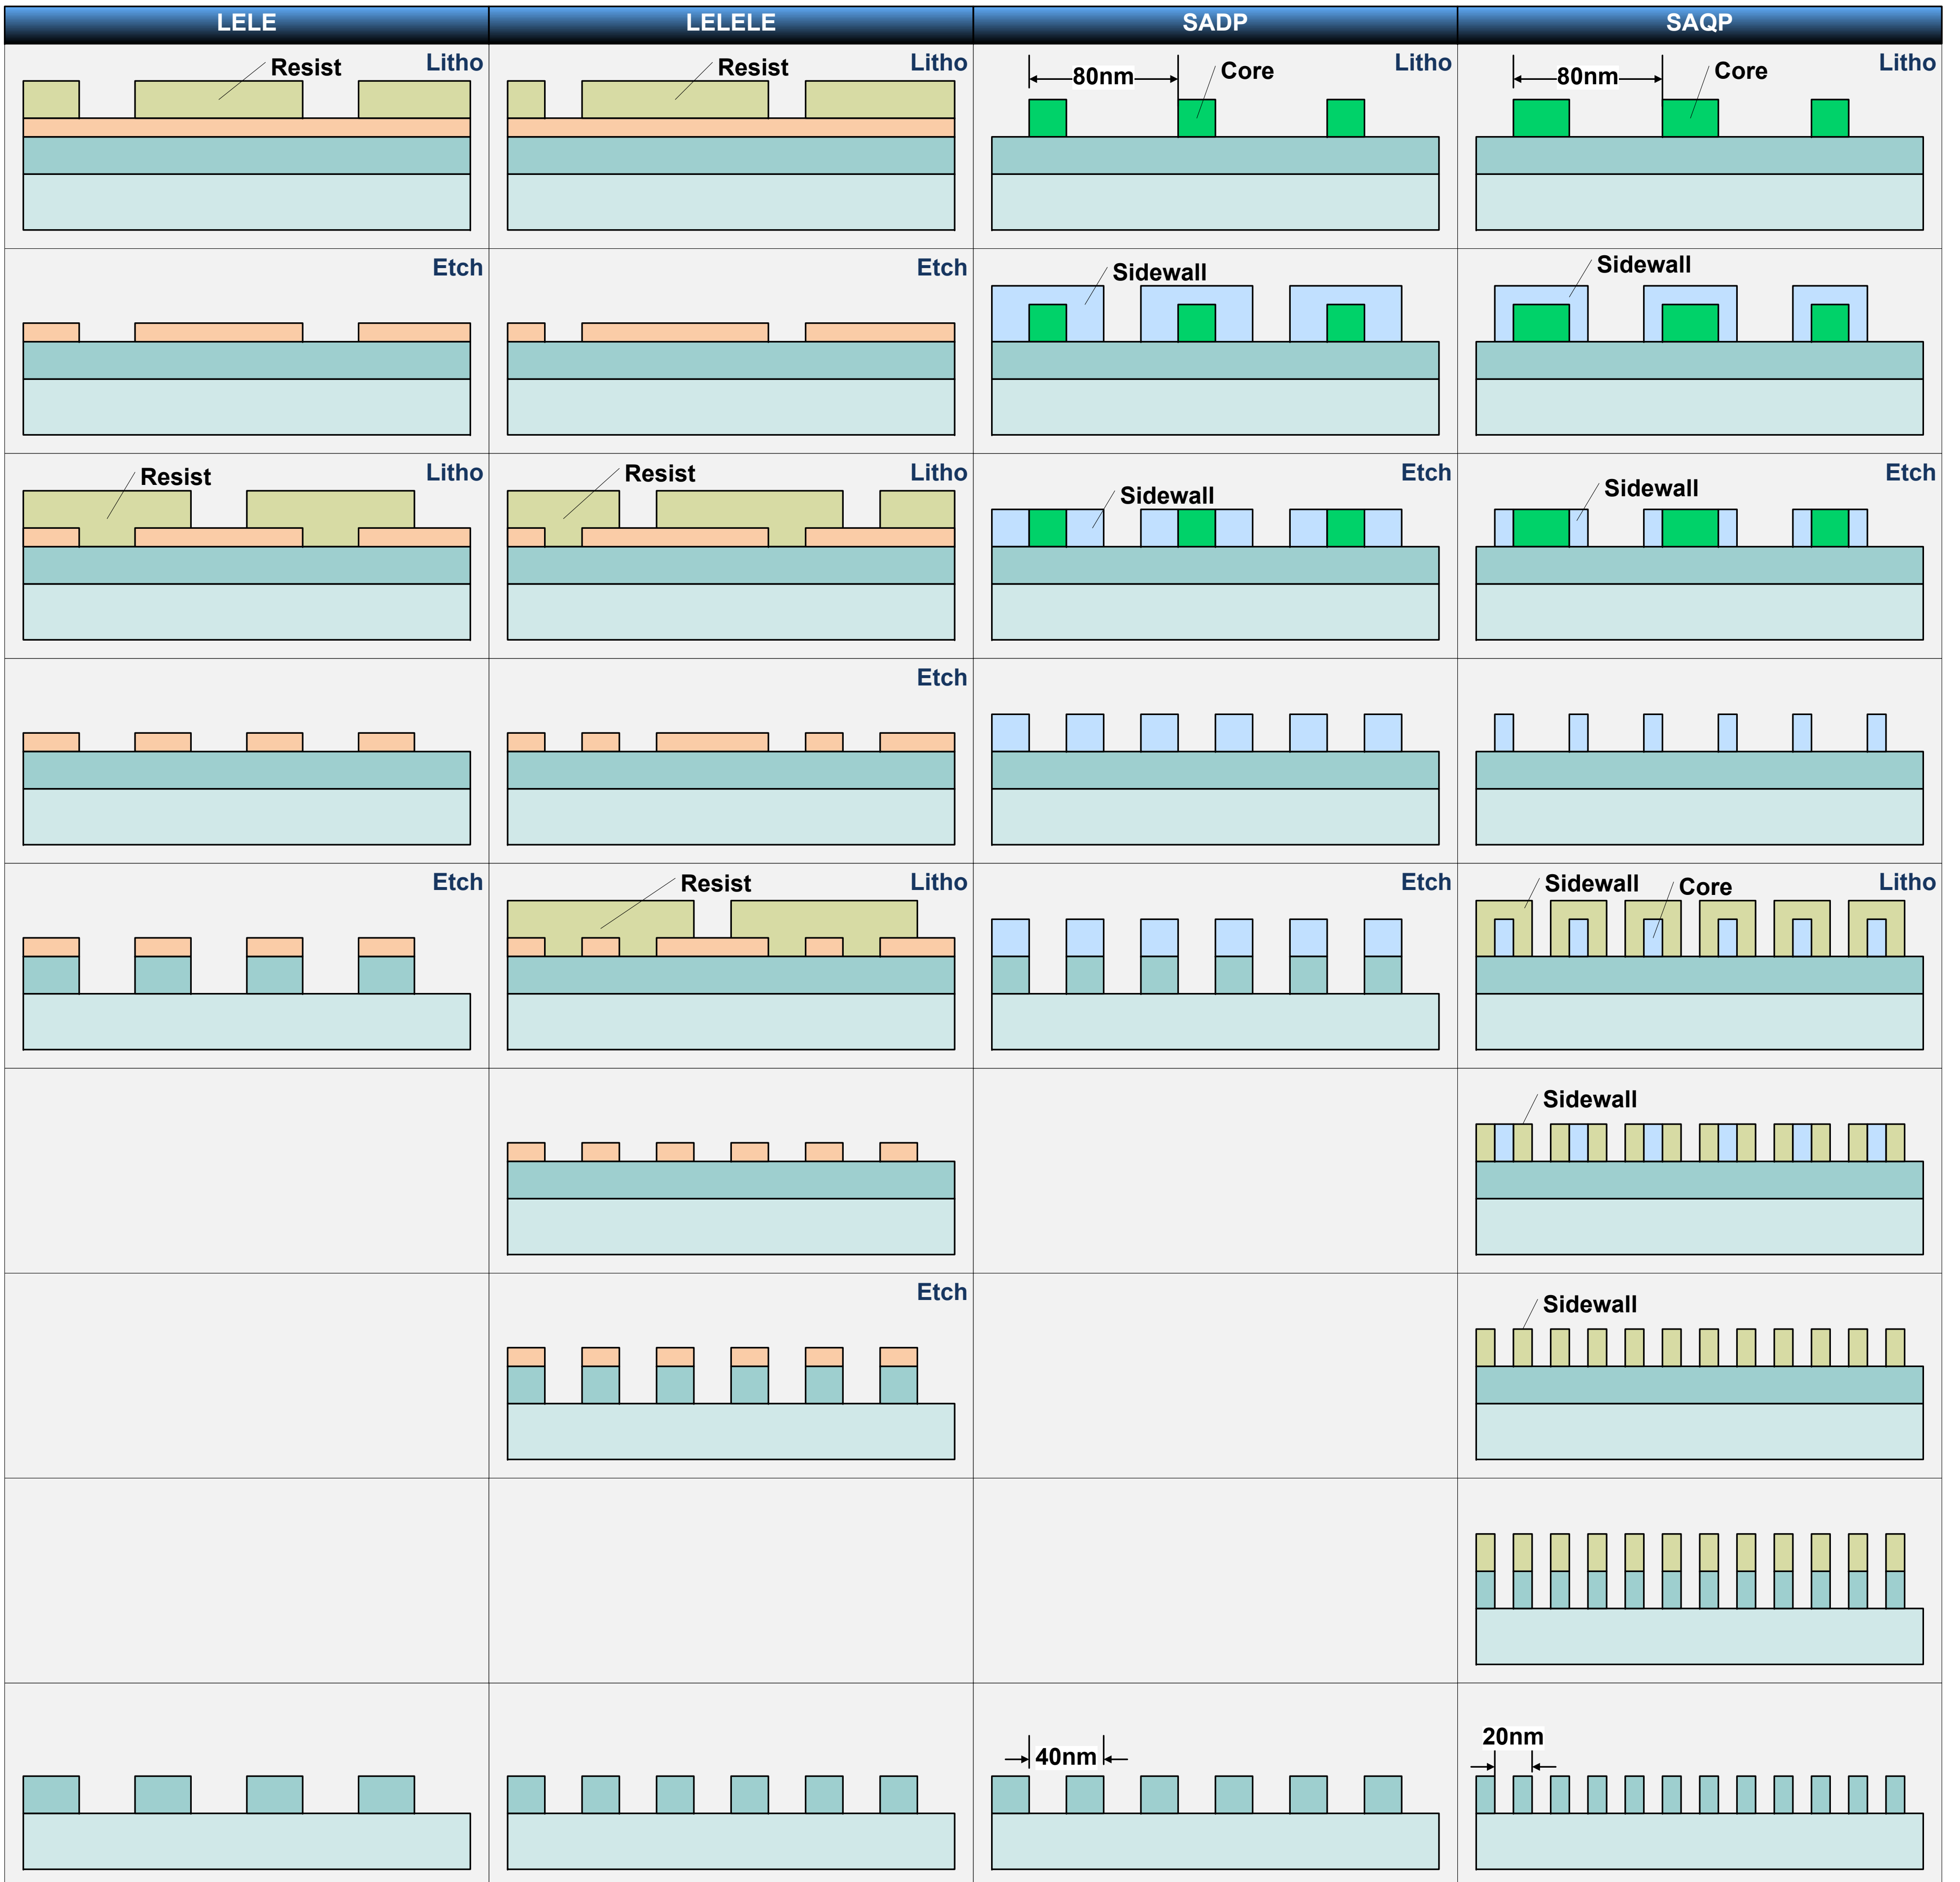 LELE LELELE SADP SAQP
Resist Litho Resist Litho 80nm Core Litho 80nm Core Litho
Etch Etch Sidewall Sidewall
Resist Litho Resist Litho Sidewall Etch Sidewall Etch
Etch
Etch Resist Litho Etch Sidewall Core Litho
Sidewall
Etch Sidewall
40nm 20nm